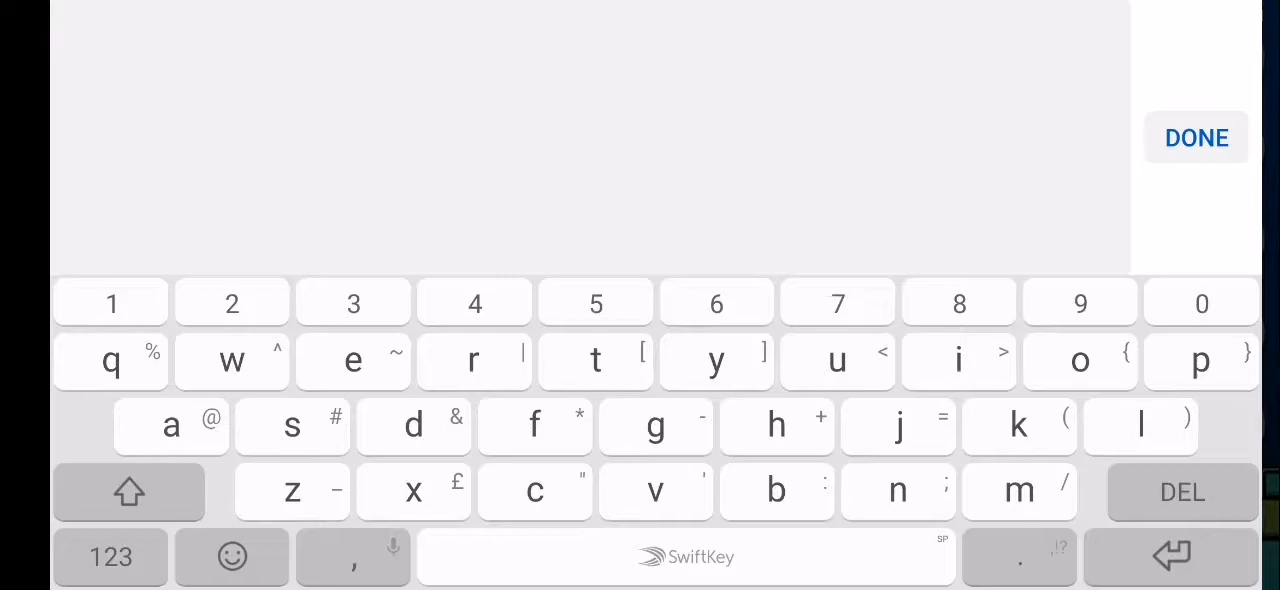 DONE
1 2 3 4 5 6 7 8 9 0
q % w ^ e ~ r | t [ y ] u < i > o { p }
a @ s # d & f * g - h + j = k ( l )
z _ x £ c " v ' b : n ; m / DEL
123 , SwiftKey SP . ,!?